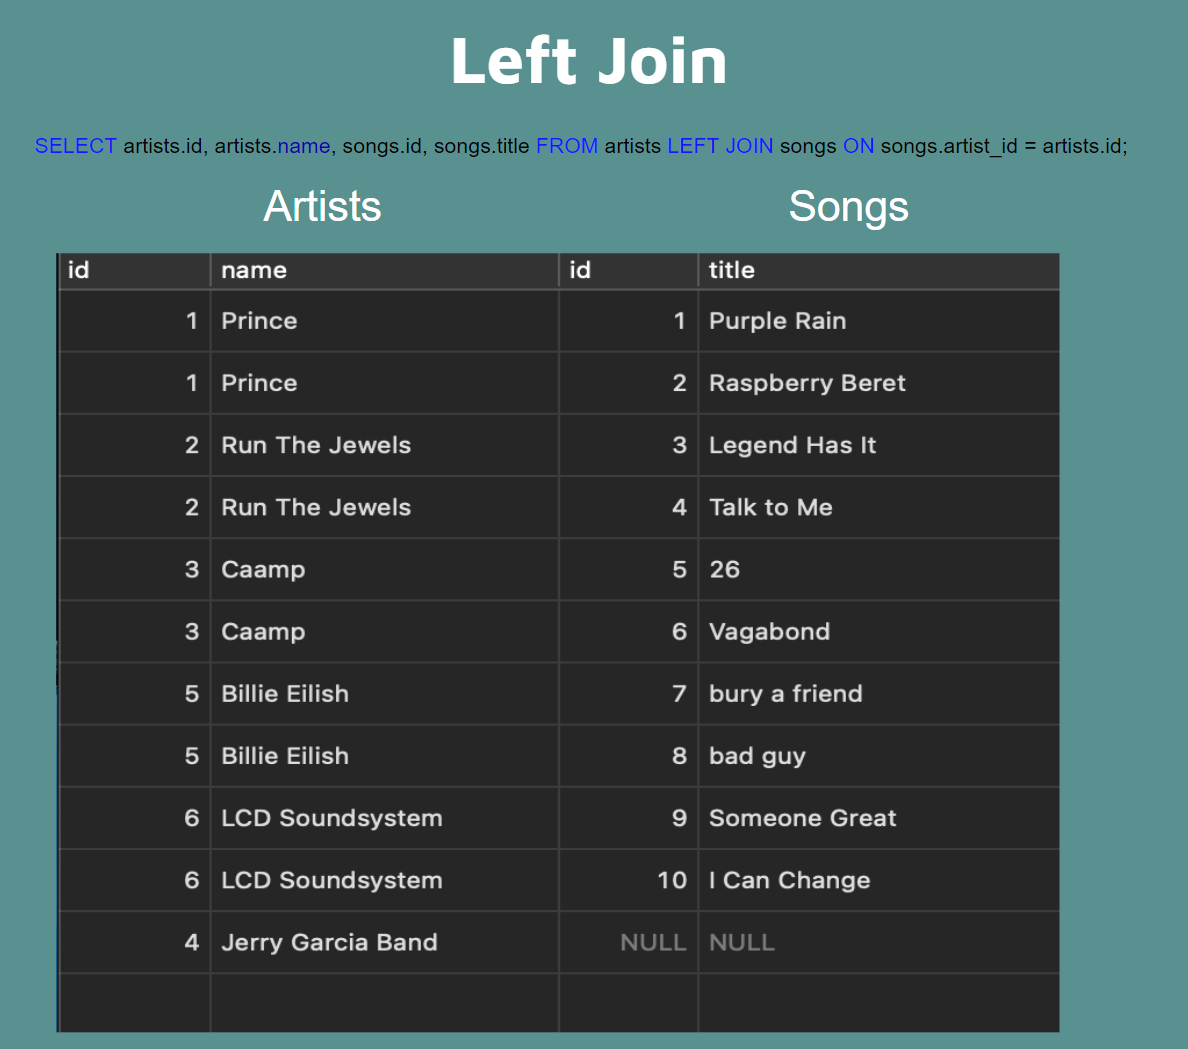 Left Join
SELECT artists.id, artists.name, songs.id, songs.title FROM artists LEFT JOIN songs ON songs.artist_id = artists.id;
Artists Songs
id name id title
1 Prince 1 Purple Rain
1 Prince 2 Raspberry Beret
2 Run The Jewels 3 Legend Has It
2 Run The Jewels 4 Talk to Me
3 Caamp 5 26
3 Caamp 6 Vagabond
5 Billie Eilish 7 bury a friend
5 Billie Eilish 8 bad guy
6 LCD Soundsystem 9 Someone Great
6 LCD Soundsystem 10 I Can Change
4 Jerry Garcia Band NULL NULL